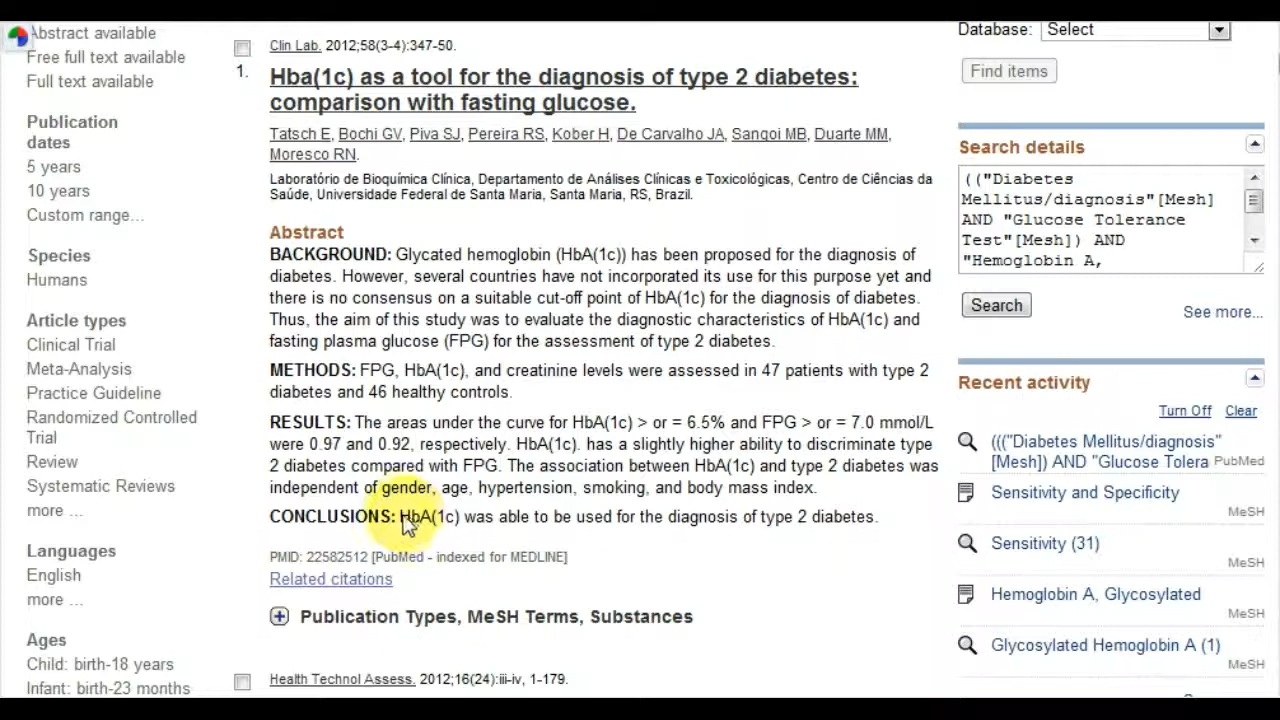 Abstract available
Free full text available
Full text available
Publication
dates
5 years
10 years
Custom range...
Species
Humans
Article types
Clinical Trial
Meta-Analysis
Practice Guideline
Randomized Controlled
Trial
Review
Systematic Reviews
more ...
Languages
English
more ...
Ages
Child: birth-18 years
Infant: birth-23 months
Clin Lab. 2012;58(3-4):347-50.
1.
Hba(1c) as a tool for the diagnosis of type 2 diabetes:
comparison with fasting glucose.
Tatsch E, Bochi GV, Piva SJ, Pereira RS, Kober H, De Carvalho JA, Sangoi MB, Duarte MM,
Moresco RN.
Laboratório de Bioquímica Clínica, Departamento de Análises Clínicas e Toxicológicas, Centro de Ciências da
Saúde, Universidade Federal de Santa Maria, Santa Maria, RS, Brazil.
Abstract
BACKGROUND: Glycated hemoglobin (HbA(1c)) has been proposed for the diagnosis of
diabetes. However, several countries have not incorporated its use for this purpose yet and
there is no consensus on a suitable cut-off point of HbA(1c) for the diagnosis of diabetes.
Thus, the aim of this study was to evaluate the diagnostic characteristics of HbA(1c) and
fasting plasma glucose (FPG) for the assessment of type 2 diabetes.
METHODS: FPG, HbA(1c), and creatinine levels were assessed in 47 patients with type 2
diabetes and 46 healthy controls.
RESULTS: The areas under the curve for HbA(1c) > or = 6.5% and FPG > or = 7.0 mmol/L
were 0.97 and 0.92, respectively. HbA(1c). has a slightly higher ability to discriminate type
2 diabetes compared with FPG. The association between HbA(1c) and type 2 diabetes was
independent of gender, age, hypertension, smoking, and body mass index.
CONCLUSIONS: HbA(1c) was able to be used for the diagnosis of type 2 diabetes.
PMID: 22582512 [PubMed - indexed for MEDLINE]
Related citations
Publication Types, MeSH Terms, Substances
Health Technol Assess. 2012;16(24):iii-iv, 1-179.
Database: Select
Find items
Search details
(("Diabetes
Mellitus/diagnosis"[Mesh]
AND "Glucose Tolerance
Test"[Mesh]) AND
"Hemoglobin A,
Search
See more...
Recent activity
Turn Off Clear
((("Diabetes Mellitus/diagnosis"
[Mesh]) AND "Glucose Tolera PubMed
Sensitivity and Specificity
MeSH
Sensitivity (31)
MeSH
Hemoglobin A, Glycosylated
MeSH
Glycosylated Hemoglobin A (1)
MeSH